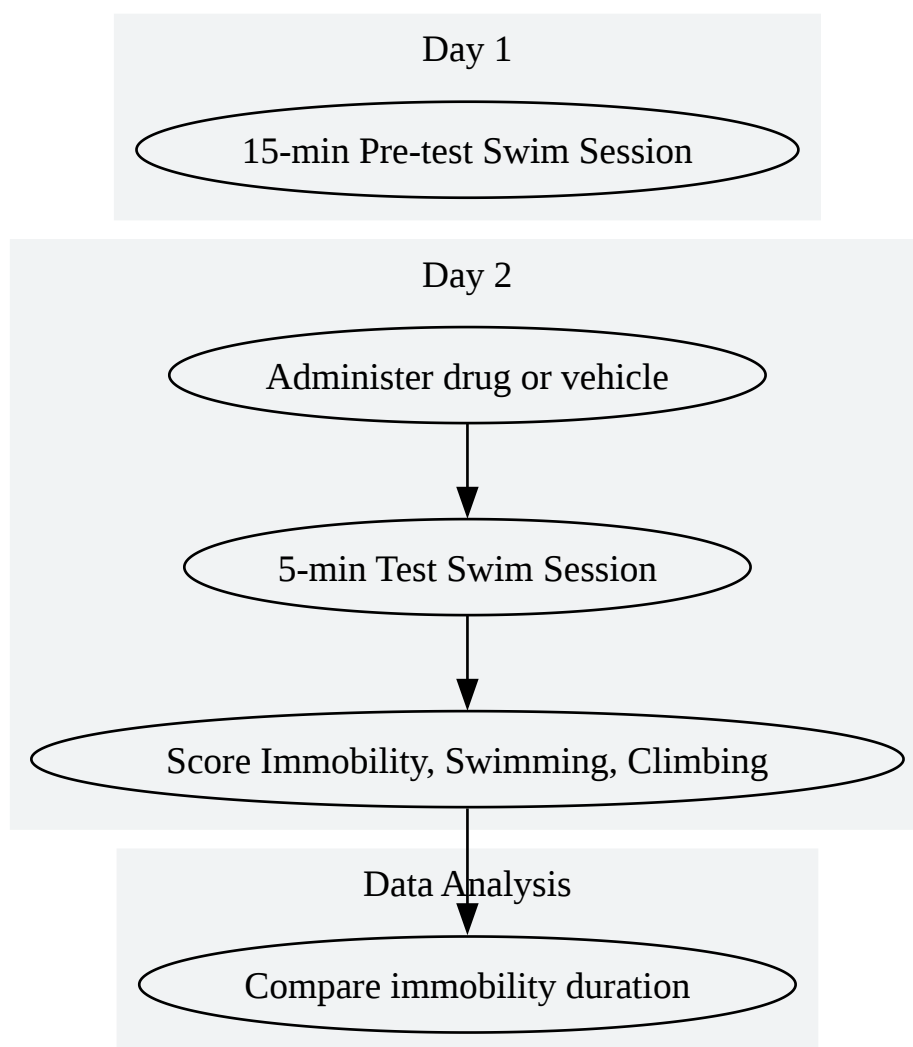 Day 1
15-min Pre-test Swim Session
Day 2
Administer drug or vehicle
5-min Test Swim Session
Score Immobility, Swimming, Climbing
Data Analysis
Compare immobility duration